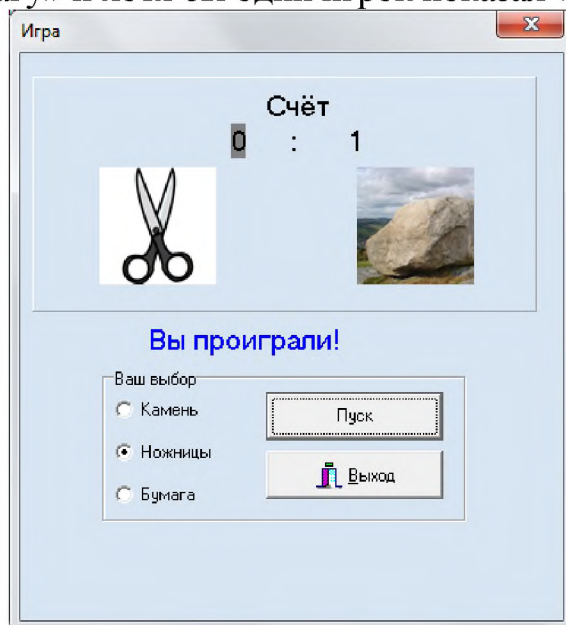 Игра
Счёт
0 : 1
Вы проиграли!
Ваш выбор
Камень
Пуск
Ножницы
Выход
Бумага